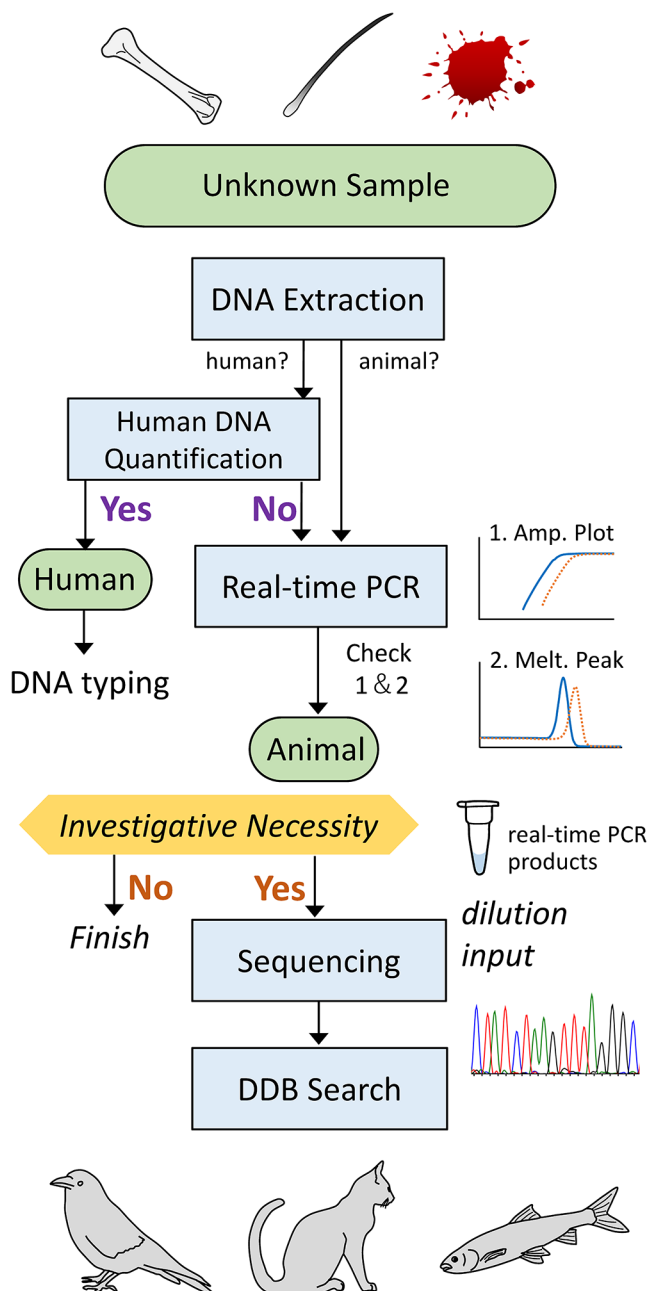 Unknown Sample
DNA Extraction
human?
animal?
Human DNA
Quantification
Yes
No
Human
DNA typing
Real-time PCR
1. Amp. Plot
Check
1&2
2. Melt. Peak
Animal
Investigative Necessity
real-time PCR
products
No
Yes
Finish
dilution
input
Sequencing
DDB Search